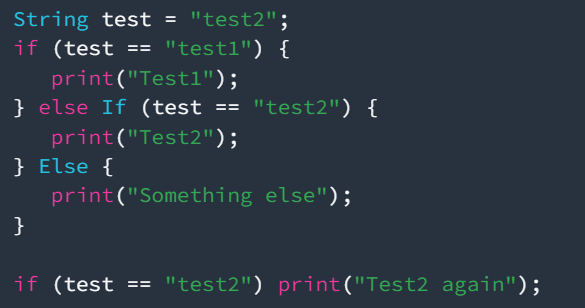 String test = "test2";
if (test == "test1") {
   print("Test1");
} else If (test == "test2") {
   print("Test2");
} Else {
   print("Something else");
}

if (test == "test2") print("Test2 again");